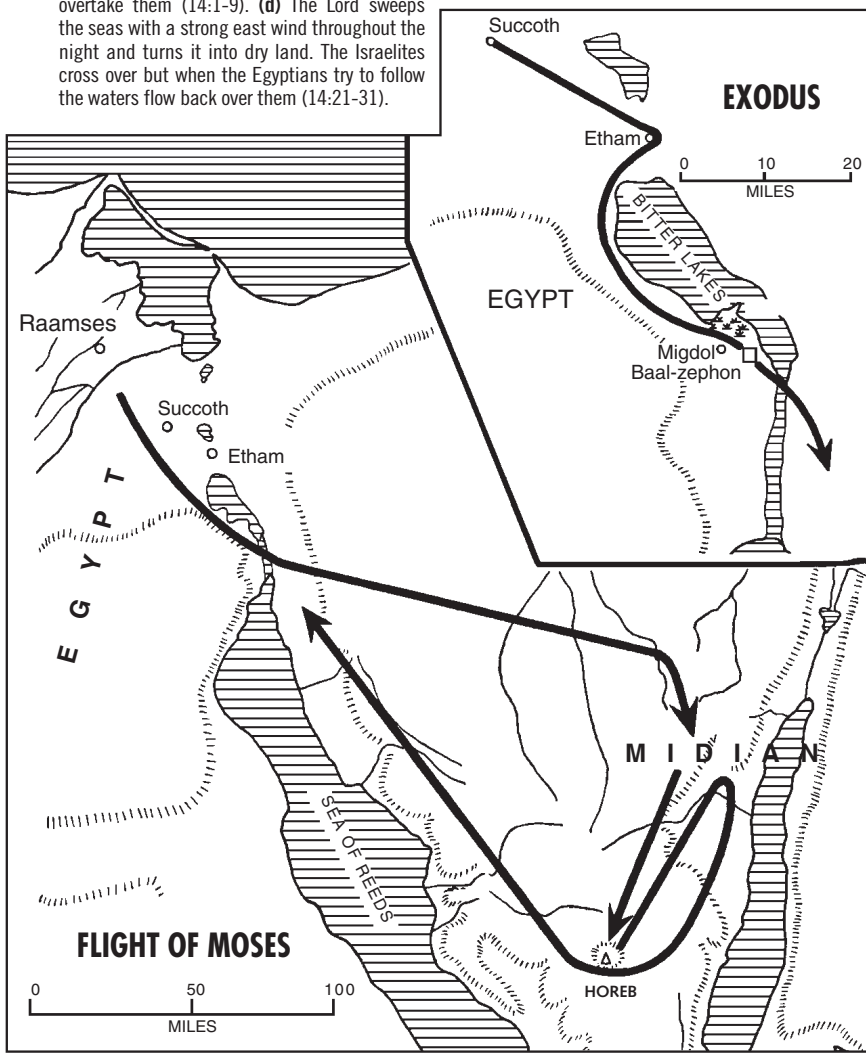 overtake them (14:1-9). (d) The Lord sweeps
the seas with a strong east wind throughout the
night and turns it into dry land. The Israelites
cross over but when the Egyptians try to follow
the waters flow back over them (14:21-31).
Succoth
EXODUS
Etham
0 10 20
MILES
BITTER LAKES
EGYPT
Migdol
Baal-zephon
Raamses
Succoth
Etham
EGYPT
MIDIAN
SEA OF REEDS
FLIGHT OF MOSES
HOREB
0 50 100
MILES